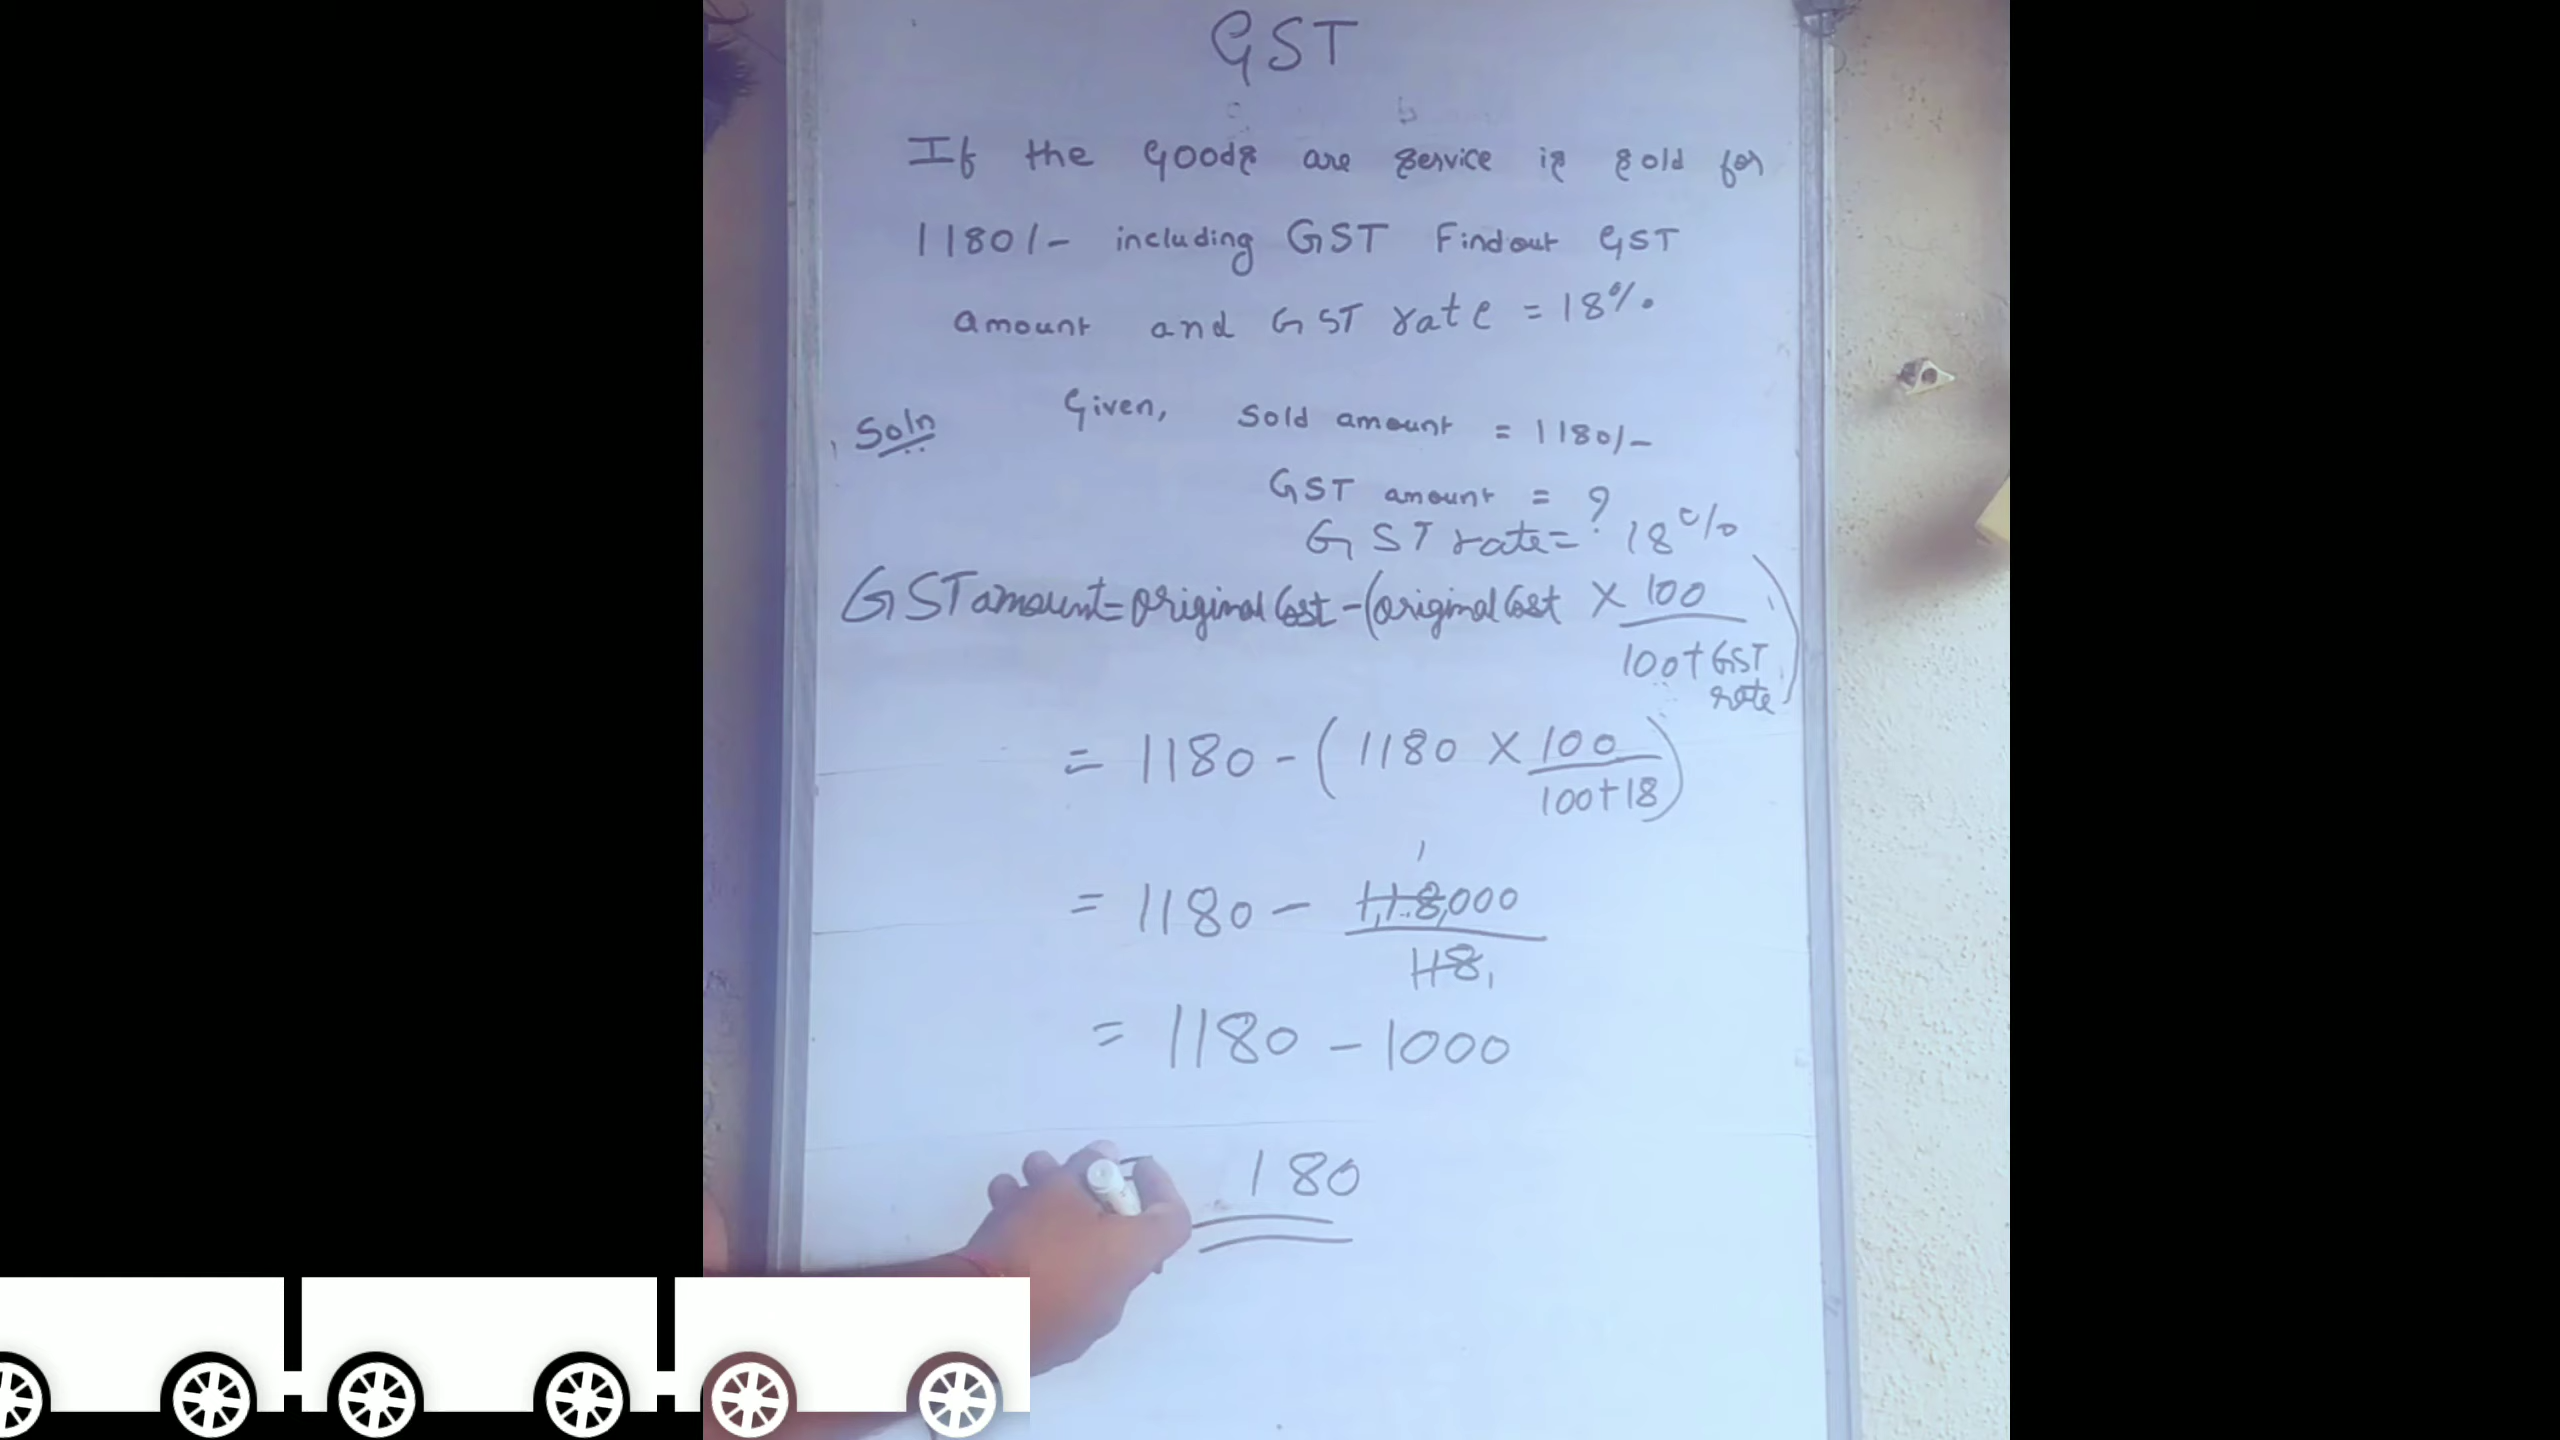 GST
If the Goods are service is sold for
1180/- including GST Findout GST
amount and GST rate = 18%
Soln Given, Sold amount = 1180/-
GST amount = ?
GST rate = 18%
GST amount = Original Cost - (Original Cost × 100
100 + GST rate)
= 1180 - (1180 × 100
100+18)
1
= 1180 - 1,18,000
118 1
= 1180 - 1000
= 180